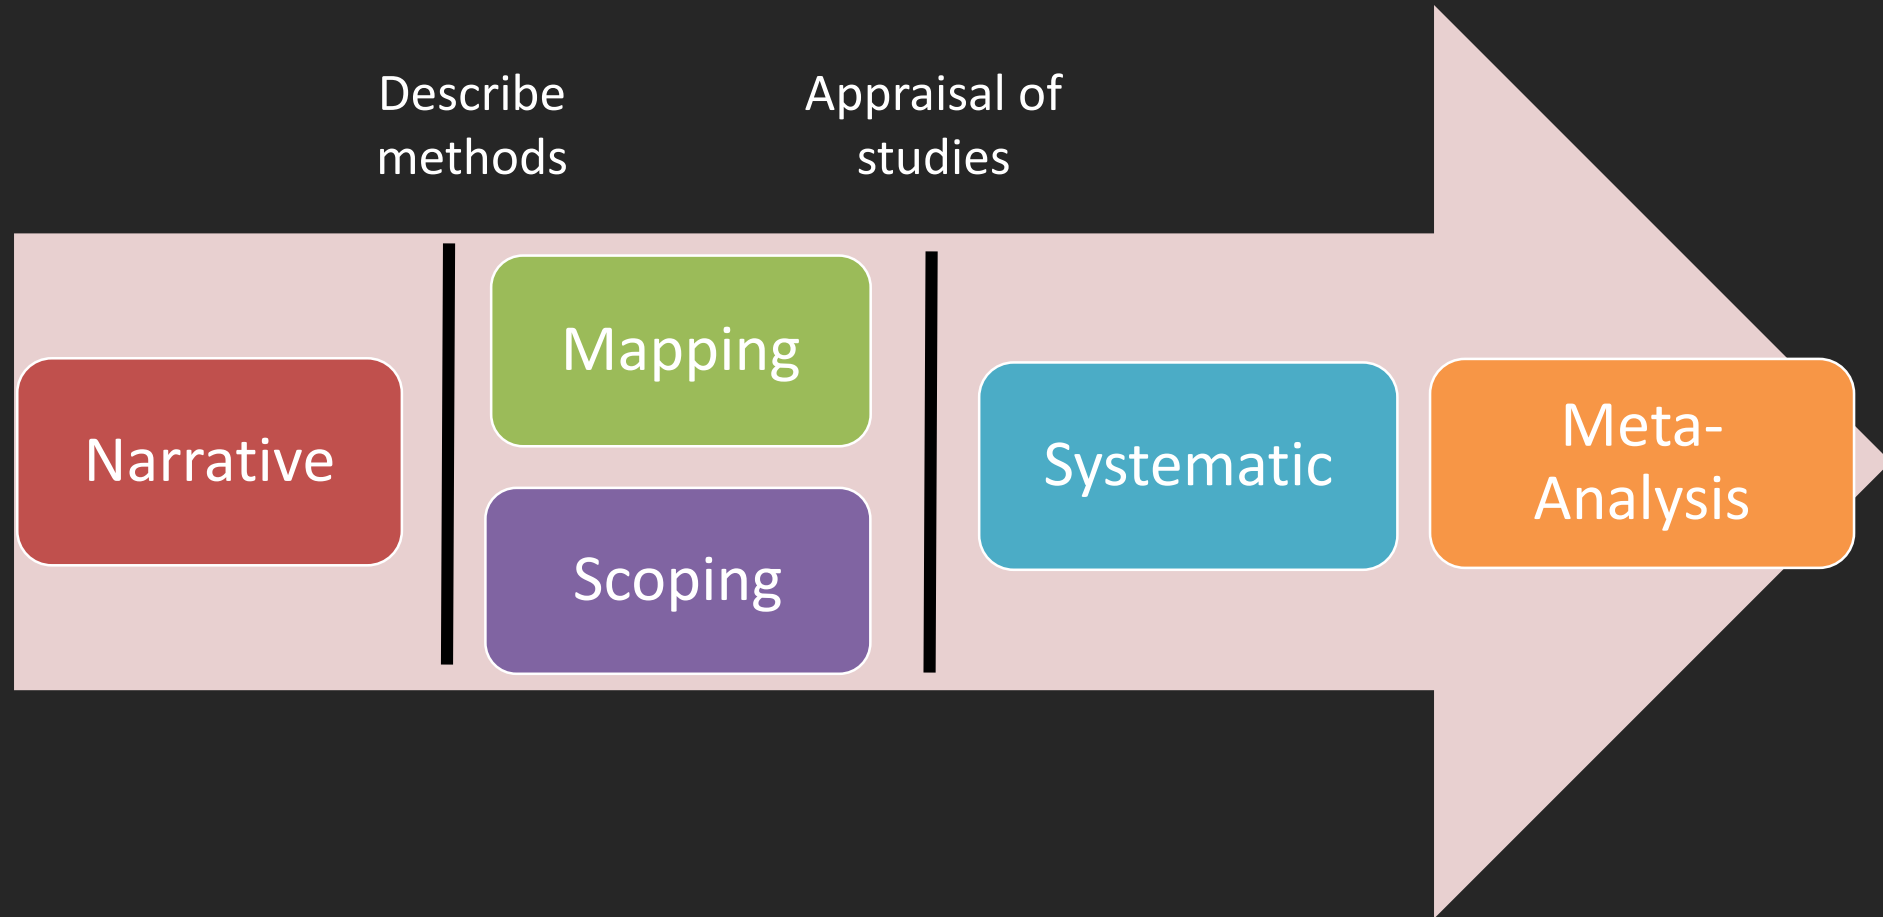 Describe
methods
Appraisal of
studies
Narrative
Mapping
Scoping
Systematic
Meta-
Analysis